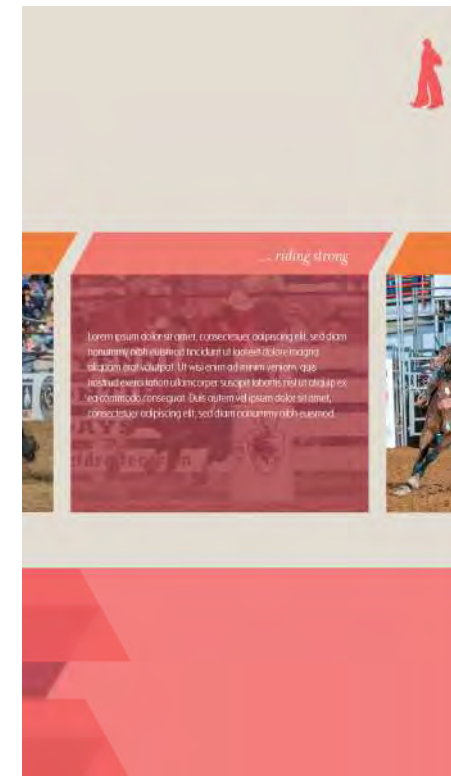 ... riding strong
Lorem ipsum dolor sit amet, consectetuer adipiscing elit, sed diam
nonummy nibh euismod tincidunt ut laoreet dolore magna
aliquam erat volutpat. Ut wisi enim ad minim veniam, quis
nostrud exerci tation ullamcorper suscipit lobortis nisl ut aliquip ex
ea commodo consequat. Duis autem vel ipsum dolor sit amet,
consectetuer adipiscing elit, sed diam nonummy nibh euismod
AYS